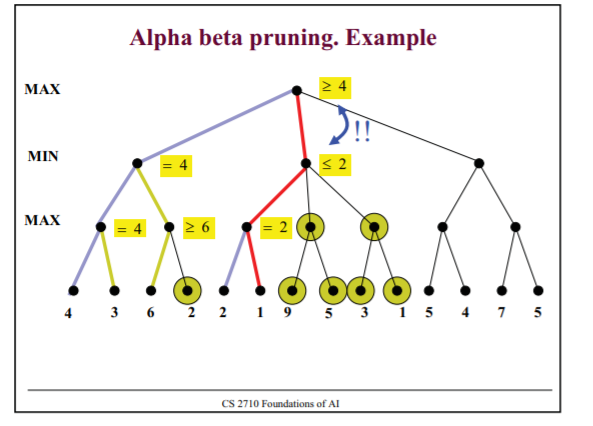 Alpha beta pruning. Example
MAX
≥ 4
!!
MIN
= 4
≤ 2
MAX
= 4
≥ 6
= 2
4 3 6 2 2 1 9 5 3 1 5 4 7 5
CS 2710 Foundations of AI